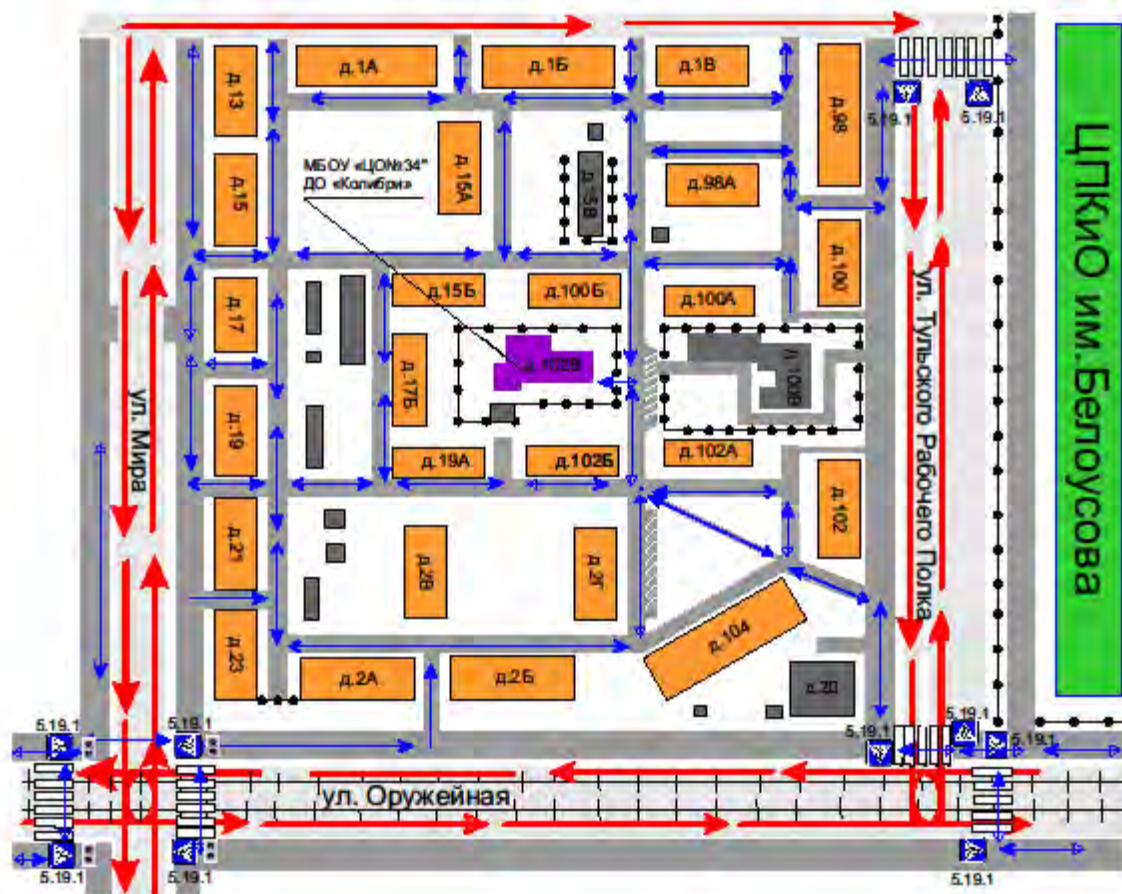 д.1А
д.1Б
д.1В
д.13
д.98
5.19.1
5.19.1
МБОУ «ЦО№34"
ДО «Колибри»
д.15А
д.15В
д.98А
д.15
д.17
д.15Б
д.100Б
д.100А
д.100
д.102В
д.100В
д.17Б
д.19
ул. Мира
ул. Тульского Рабочего Полка
ЦПКиО им.Белоусова
д.19А
д.102Б
д.102А
д.102
д.21
д.2В
д.2Г
д.23
д.2А
д.2Б
д.104
д.2Д
5.19.1
5.19.1
5.19.1
5.19.1
5.19.1
ул. Оружейная
5.19.1
5.19.1
5.19.1